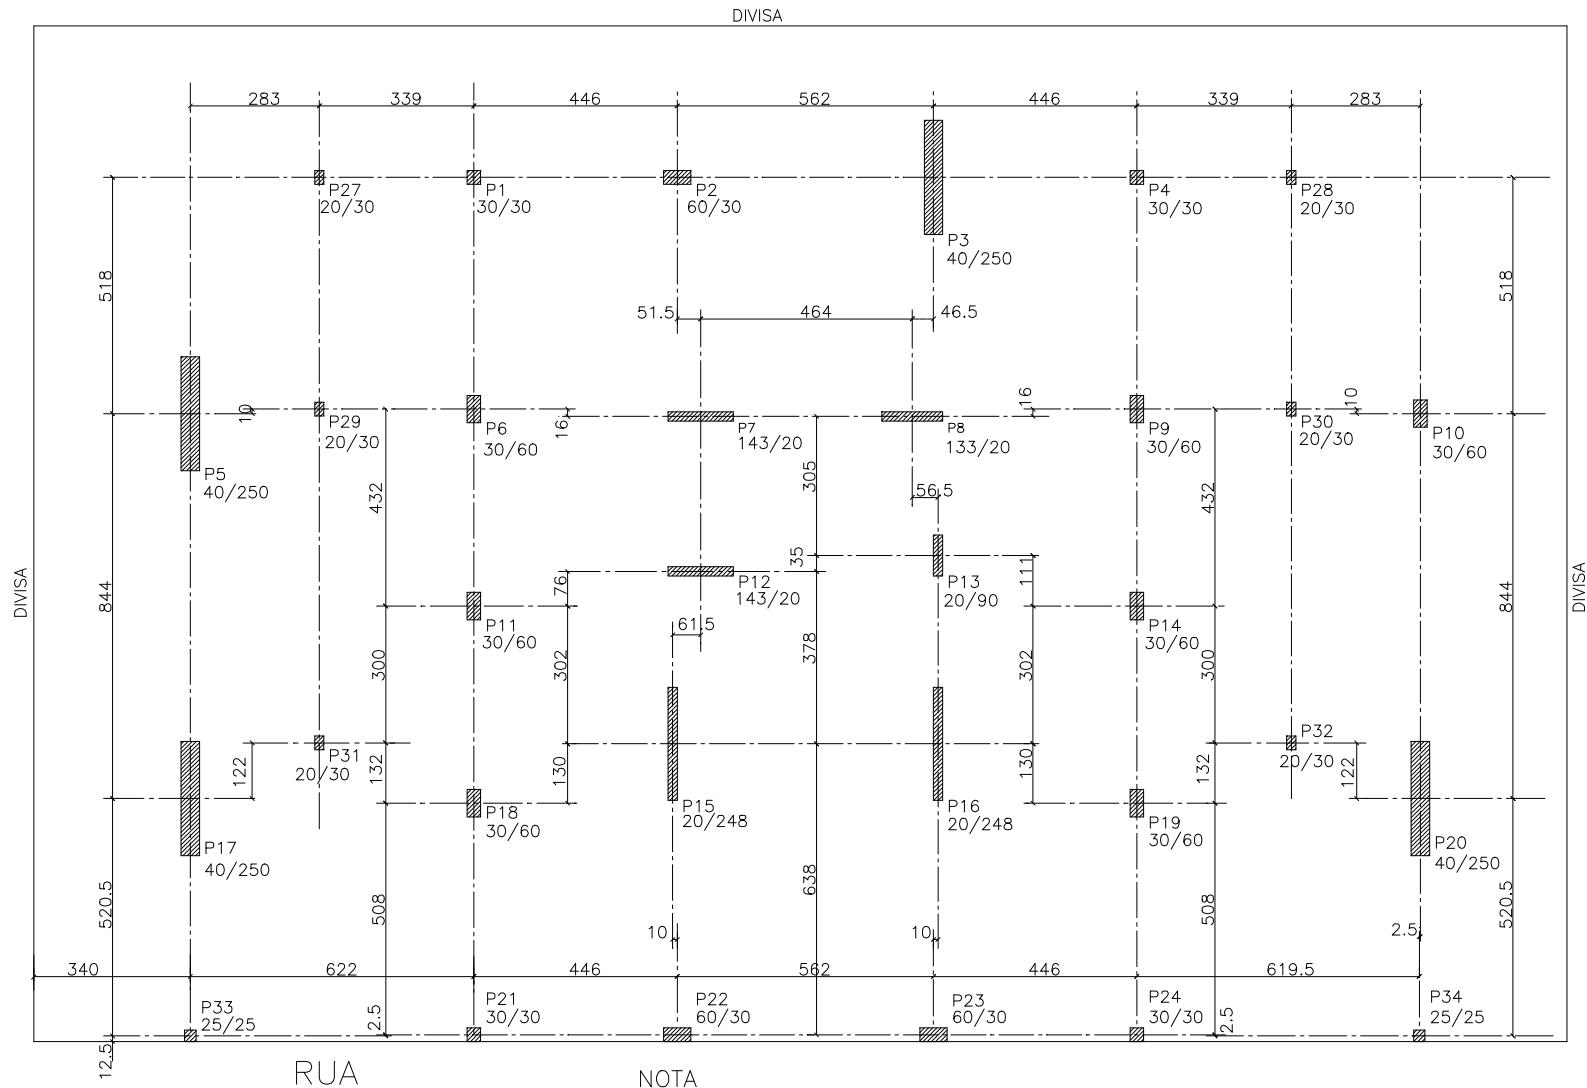 DIVISA
283
339
446
562
446
339
283
P27
20/30
P1
30/30
P2
60/30
P3
40/250
P4
30/30
P28
20/30
518
518
51.5
464
46.5
10
P29
20/30
P6
30/60
16
P7
143/20
P8
133/20
16
P9
30/60
P30
20/30
10
P10
30/60
P5
40/250
432
305
56.5
432
DIVISA
844
76
35
111
844
DIVISA
P12
143/20
P13
20/90
P11
30/60
61.5
P14
30/60
300
302
378
302
300
122
P31
20/30
132
130
130
132
P32
20/30
122
P18
30/60
P15
20/248
P16
20/248
P19
30/60
P17
40/250
P20
40/250
520.5
508
638
508
520.5
10
10
2.5
340
622
446
562
446
619.5
P33
25/25
2.5
P21
30/30
P22
60/30
P23
60/30
P24
30/30
2.5
P34
25/25
12.5
RUA
NOTA